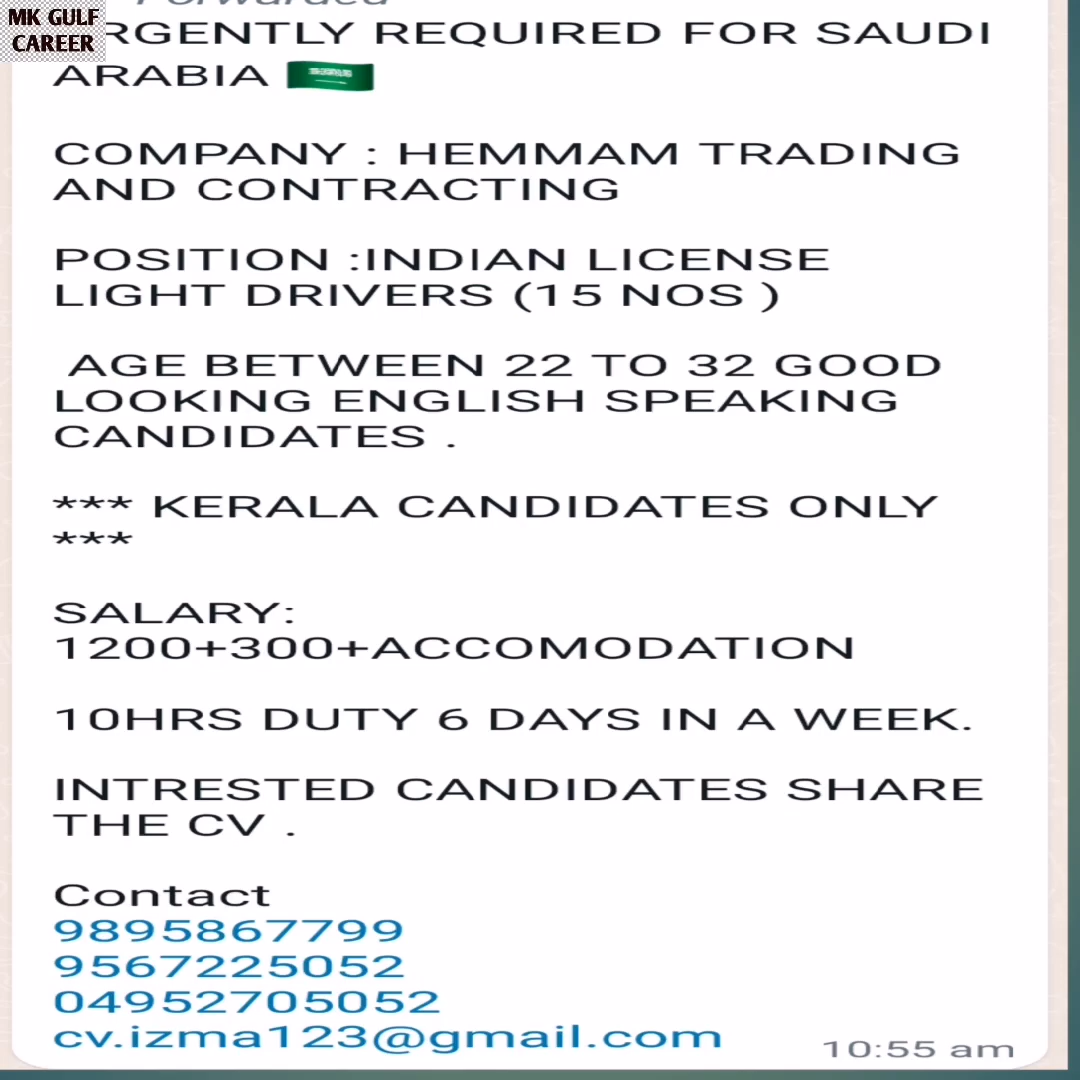 Forwarded
MK GULF
CAREER
RGENTLY REQUIRED FOR SAUDI
ARABIA
COMPANY : HEMMAM TRADING
AND CONTRACTING
POSITION :INDIAN LICENSE
LIGHT DRIVERS (15 NOS )
AGE BETWEEN 22 TO 32 GOOD
LOOKING ENGLISH SPEAKING
CANDIDATES .
*** KERALA CANDIDATES ONLY
***
SALARY:
1200+300+ACCOMODATION
10HRS DUTY 6 DAYS IN A WEEK.
INTRESTED CANDIDATES SHARE
THE CV .
Contact
9895867799
9567225052
04952705052
cv.izma123@gmail.com
10:55 am